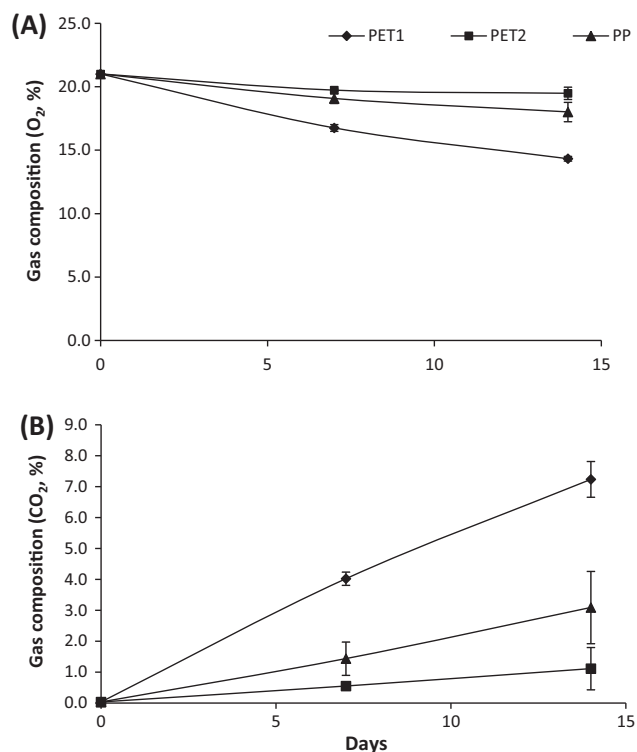 (A)
PET1 PET2 PP
Gas composition (O2, %)
25.0
20.0
15.0
10.0
5.0
0.0
0 5 10 15
(B)
Gas composition (CO2, %)
9.0
8.0
7.0
6.0
5.0
4.0
3.0
2.0
1.0
0.0
0 5 10 15
Days